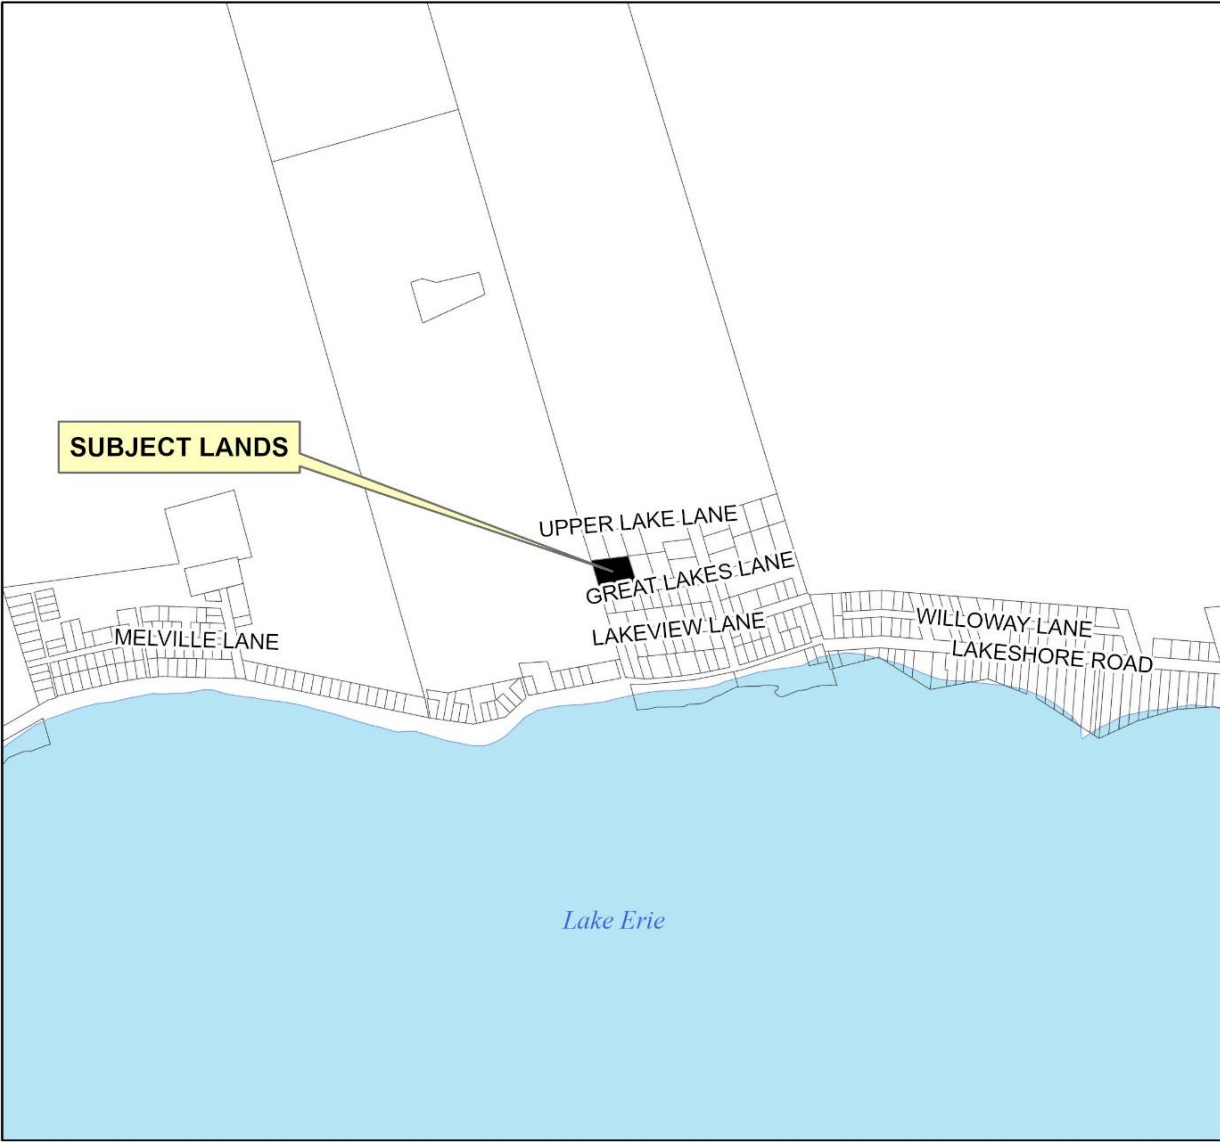 SUBJECT LANDS
UPPER LAKE LANE
GREAT LAKES LANE
LAKEVIEW LANE
WILLOWAY LANE
MELVILLE LANE
LAKESHORE ROAD
Lake Erie